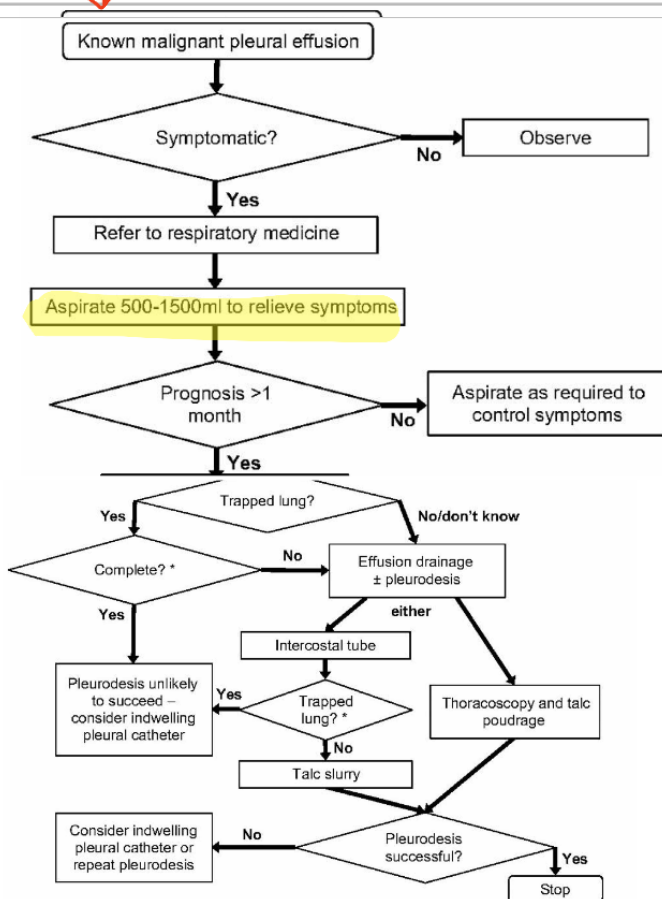 Known malignant pleural effusion
Symptomatic?
No
Observe
Yes
Refer to respiratory medicine
Aspirate 500-1500ml to relieve symptoms
Prognosis >1
month
No
Aspirate as required to
control symptoms
Yes
Trapped lung?
Yes
No/don't know
Complete? *
No
Effusion drainage
± pleurodesis
Yes
either
Intercostal tube
Pleurodesis unlikely
to succeed –
consider indwelling
pleural catheter
Yes
Trapped
lung? *
Thoracoscopy and talc
poudrage
No
Talc slurry
Consider indwelling
pleural catheter or
repeat pleurodesis
No
Pleurodesis
successful?
Yes
Stop